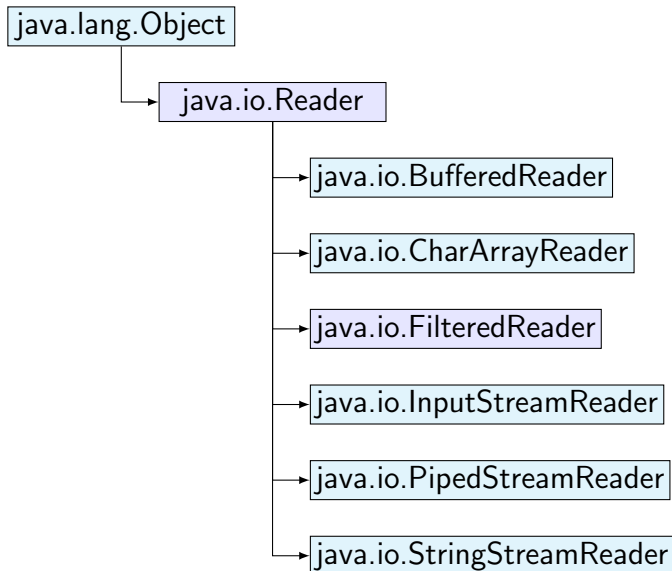 java.lang.Object
java.io.Reader
java.io.BufferedReader
java.io.CharArrayReader
java.io.FilteredReader
java.io.InputStreamReader
java.io.PipedStreamReader
java.io.StringStreamReader